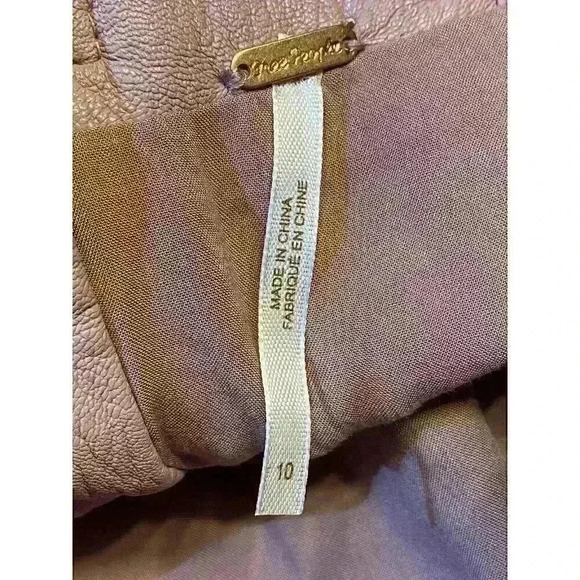 free people
MADE IN CHINA
FABRIQUÉ EN CHINE
10